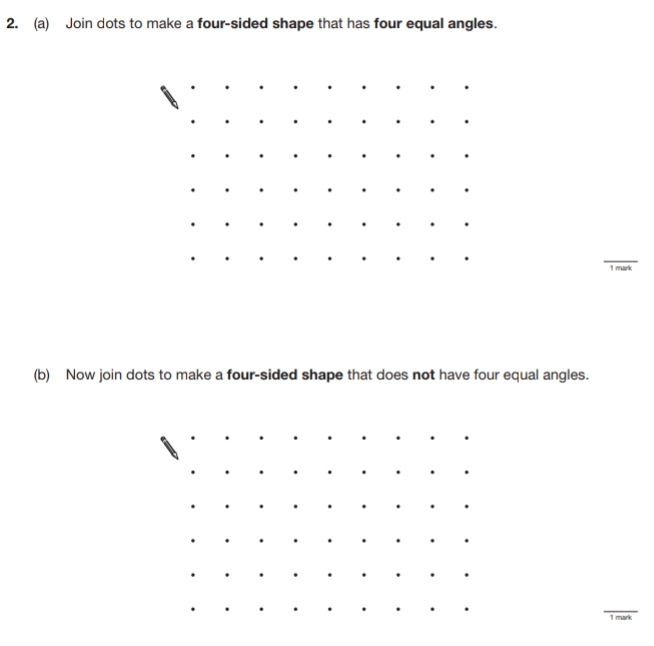 2. (a) Join dots to make a four-sided shape that has four equal angles.
1 mark
(b) Now join dots to make a four-sided shape that does not have four equal angles.
1 mark